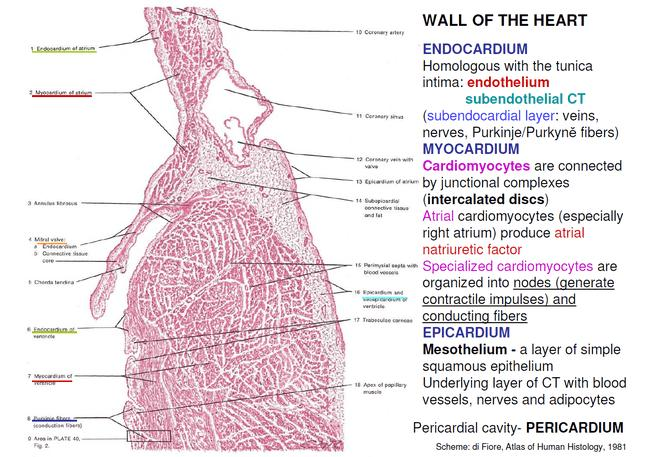 1 Endocardium of atrium
2 Myocardium of atrium
3 Annulus fibrosus
4 Mitral valve:
a Endocardium
b Connective tissue
core
5 Chorda tendina
6 Endocardium of
ventricle
7 Myocardium of
ventricle
8 Purkinje fibers
(conduction fibers)
9 Area in PLATE 40,
Fig. 2.
10 Coronary artery
11 Coronary sinus
12 Coronary vein with
valve
13 Epicardium of atrium
14 Subepicardial
connective tissue
and fat
15 Perimysial septa with
blood vessels
16 Epicardium and
subepicardium of
ventricle
17 Trabeculae carneae
18 Apex of papillary
muscle
WALL OF THE HEART
ENDOCARDIUM
Homologous with the tunica
intima: endothelium
subendothelial CT
(subendocardial layer: veins,
nerves, Purkinje/Purkyně fibers)
MYOCARDIUM
Cardiomyocytes are connected
by junctional complexes
(intercalated discs)
Atrial cardiomyocytes (especially
right atrium) produce atrial
natriuretic factor
Specialized cardiomyocytes are
organized into nodes (generate
contractile impulses) and
conducting fibers
EPICARDIUM
Mesothelium - a layer of simple
squamous epithelium
Underlying layer of CT with blood
vessels, nerves and adipocytes
Pericardial cavity- PERICARDIUM
Scheme: di Fiore, Atlas of Human Histology, 1981